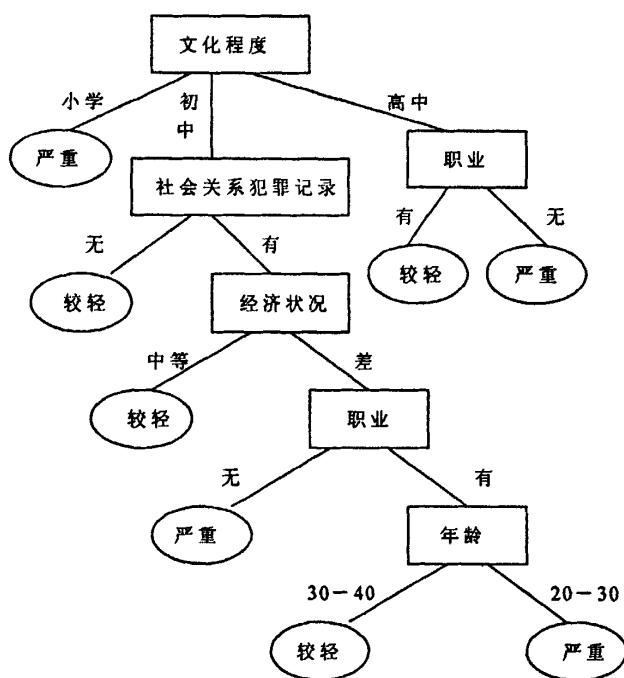 文化程度
小学
初中
高中
严重
职业
社会关系犯罪记录
有
无
无
有
较轻
严重
较轻
经济状况
中等
差
较轻
职业
无
有
严重
年龄
30-40
20-30
较轻
严重